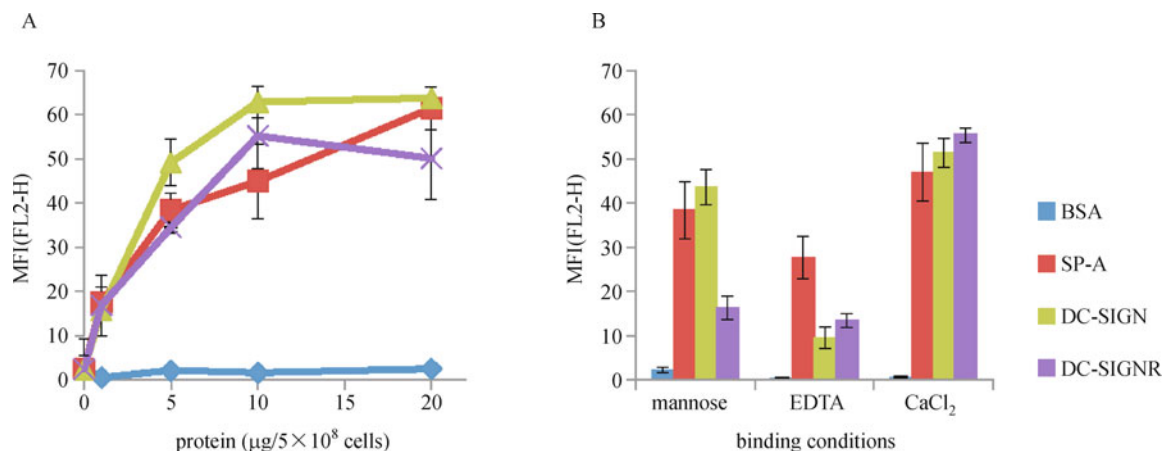 A
B
70
60
50
40
30
20
10
0
MFI(FL2-H)
0
5
10
15
20
protein (μg/5×10⁸ cells)
70
60
50
40
30
20
10
0
MFI(FL2-H)
mannose
EDTA
CaCl₂
binding conditions
BSA
SP-A
DC-SIGN
DC-SIGNR